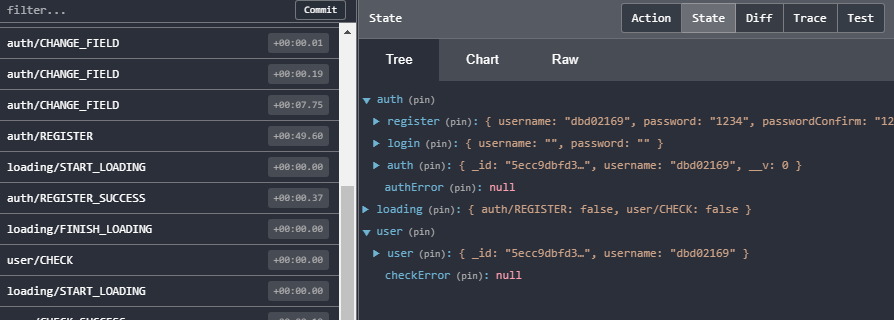 filter...
Commit
State
Action
State
Diff
Trace
Test
Tree
Chart
Raw
auth/CHANGE_FIELD +00:00.01
auth/CHANGE_FIELD +00:00.19
auth/CHANGE_FIELD +00:07.75
auth/REGISTER +00:49.60
loading/START_LOADING +00:00.00
auth/REGISTER_SUCCESS +00:00.37
loading/FINISH_LOADING +00:00.00
user/CHECK +00:00.00
loading/START_LOADING +00:00.00
auth (pin)
register (pin): { username: "dbd02169", password: "1234", passwordConfirm: "12
login (pin): { username: "", password: "" }
auth (pin): { _id: "5ecc9dbfd3…", username: "dbd02169", __v: 0 }
authError (pin): null
loading (pin): { auth/REGISTER: false, user/CHECK: false }
user (pin)
user (pin): { _id: "5ecc9dbfd3…", username: "dbd02169" }
checkError (pin): null